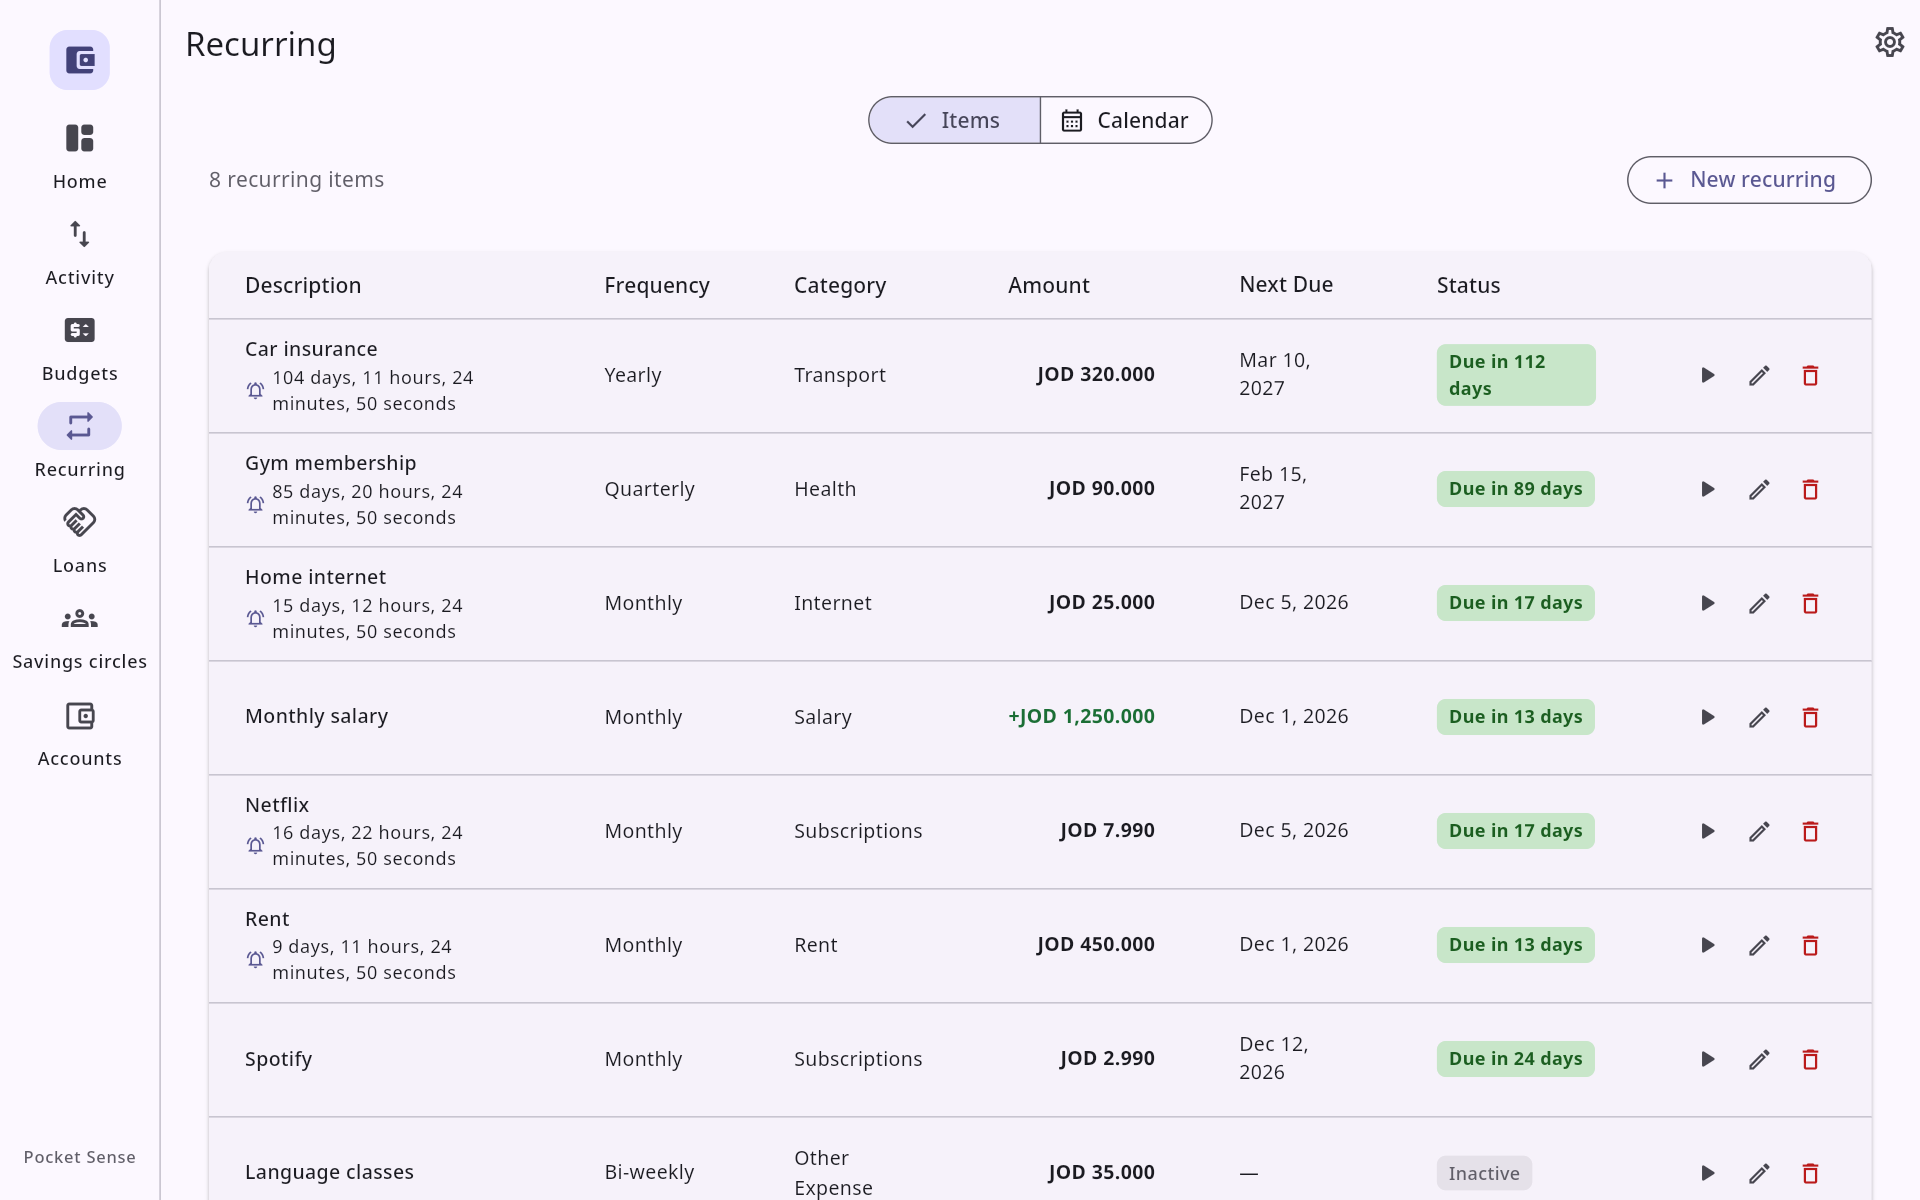 Recurring
Items
Calendar
8 recurring items
New recurring
Home
Activity
Budgets
Recurring
Loans
Savings circles
Accounts
Pocket Sense
Description Frequency Category Amount Next Due Status
Car insurance
104 days, 11 hours, 24
minutes, 50 seconds
Yearly
Transport
JOD 320.000
Mar 10,
2027
Due in 112
days
Gym membership
85 days, 20 hours, 24
minutes, 50 seconds
Quarterly
Health
JOD 90.000
Feb 15,
2027
Due in 89 days
Home internet
15 days, 12 hours, 24
minutes, 50 seconds
Monthly
Internet
JOD 25.000
Dec 5, 2026
Due in 17 days
Monthly salary
Monthly
Salary
+JOD 1,250.000
Dec 1, 2026
Due in 13 days
Netflix
16 days, 22 hours, 24
minutes, 50 seconds
Monthly
Subscriptions
JOD 7.990
Dec 5, 2026
Due in 17 days
Rent
9 days, 11 hours, 24
minutes, 50 seconds
Monthly
Rent
JOD 450.000
Dec 1, 2026
Due in 13 days
Spotify
Monthly
Subscriptions
JOD 2.990
Dec 12,
2026
Due in 24 days
Language classes
Bi-weekly
Other
Expense
JOD 35.000
—
Inactive